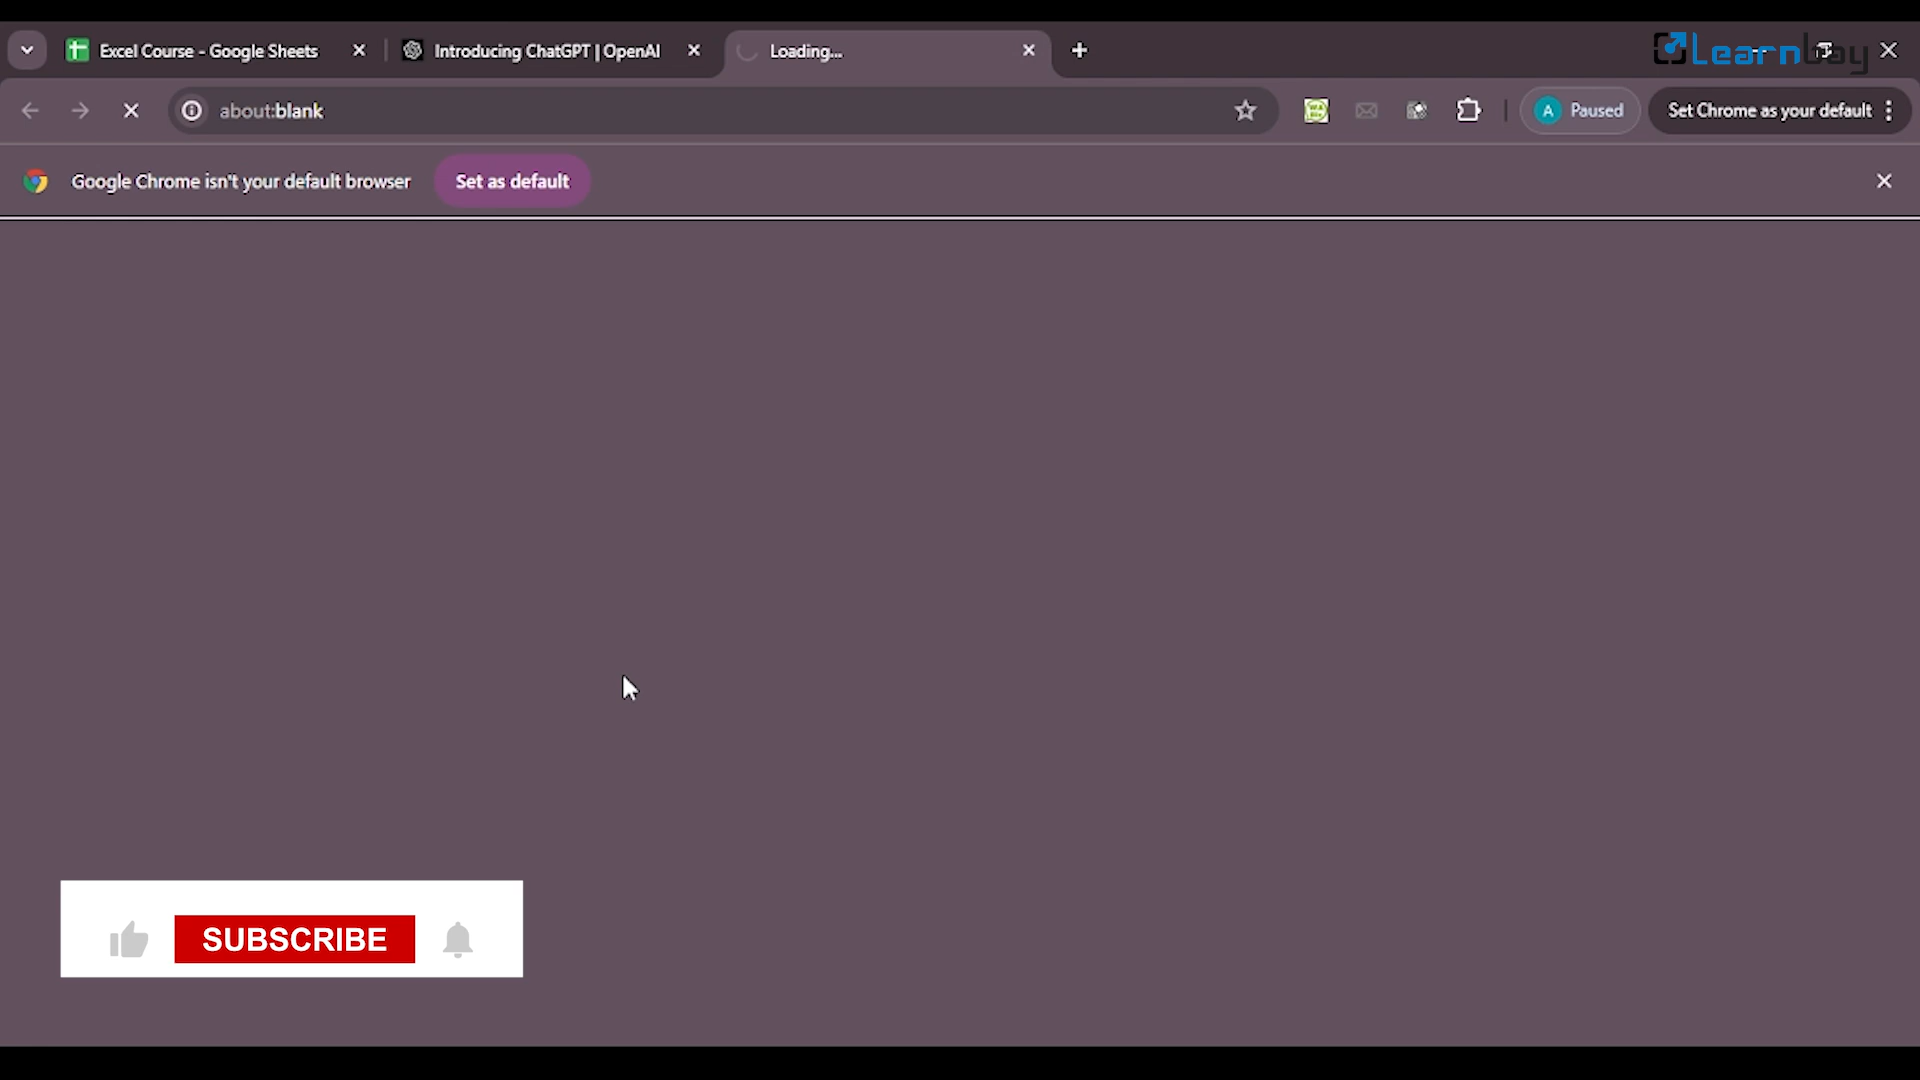 Excel Course - Google Sheets
Introducing ChatGPT | OpenAI
Loading...
Learnbay
about:blank
A
Paused
Set Chrome as your default
Google Chrome isn't your default browser
Set as default
SUBSCRIBE